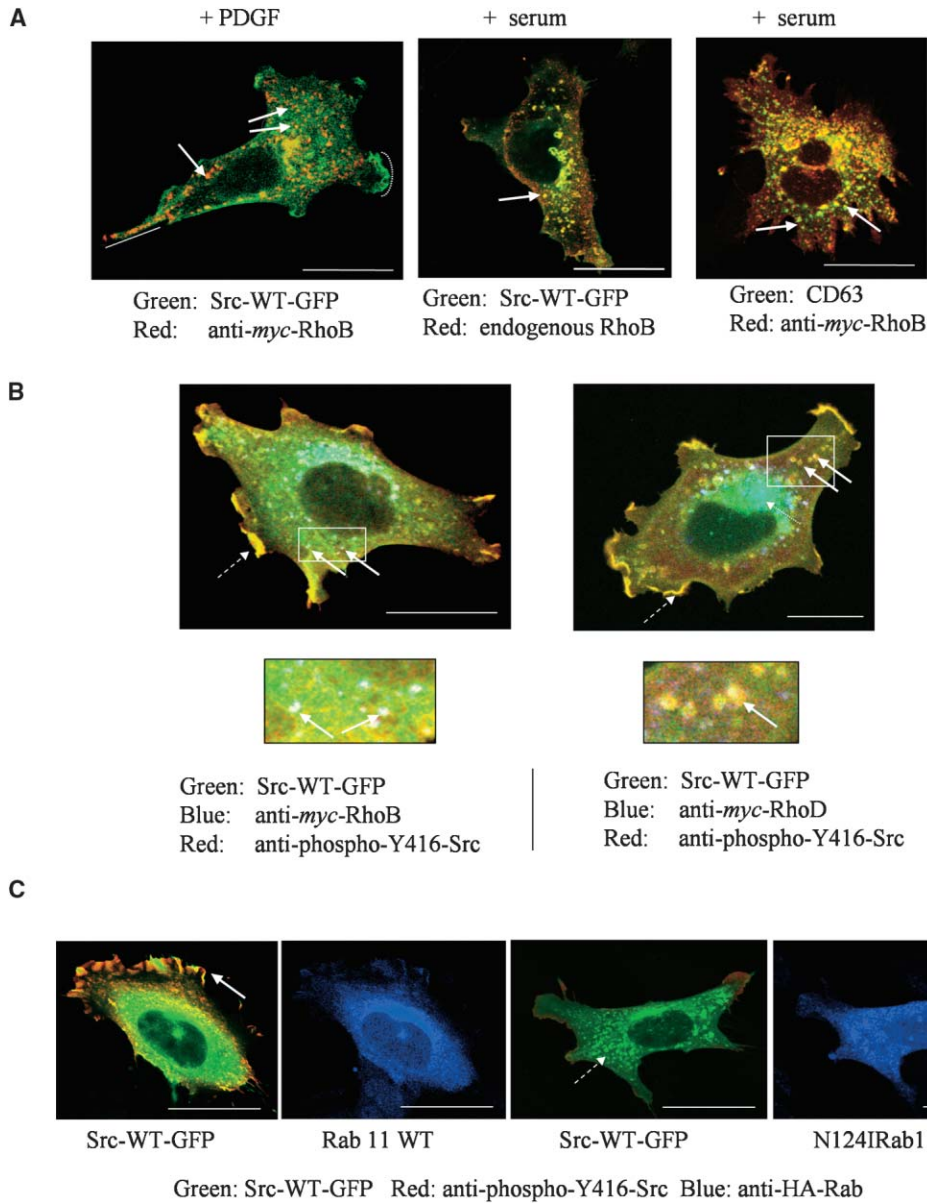 A
+ PDGF + serum + serum
Green: Src-WT-GFP Green: Src-WT-GFP Green: CD63
Red: anti-myc-RhoB Red: endogenous RhoB Red: anti-myc-RhoB
B
Green: Src-WT-GFP Green: Src-WT-GFP
Blue: anti-myc-RhoB Blue: anti-myc-RhoD
Red: anti-phospho-Y416-Src Red: anti-phospho-Y416-Src
C
Src-WT-GFP Rab 11 WT Src-WT-GFP N124IRab1
Green: Src-WT-GFP Red: anti-phospho-Y416-Src Blue: anti-HA-Rab